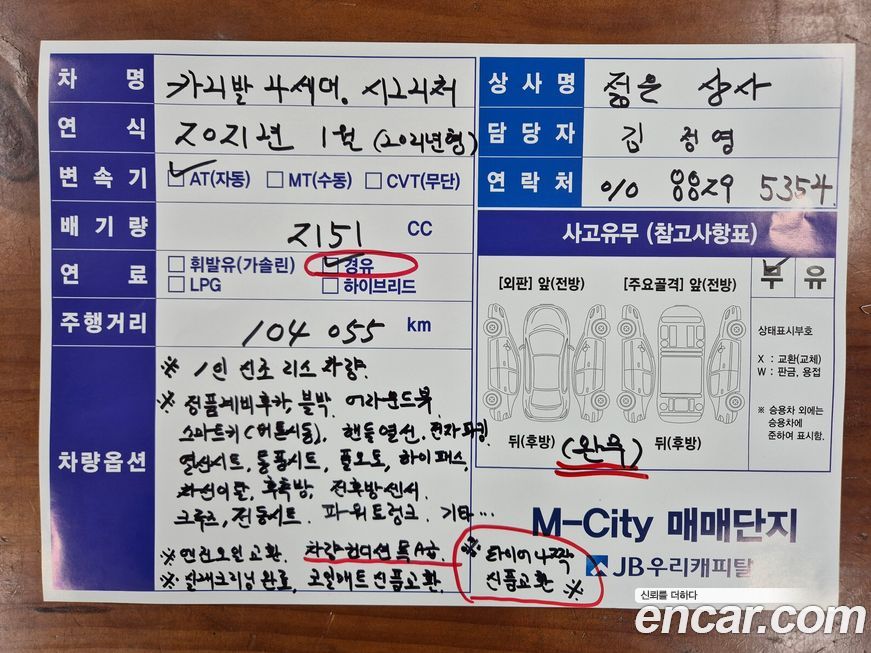 차 명 카니발 4세대. 시그니처
연 식 2021년 1월 (2021년형)
변속기 AT(자동) MT(수동) CVT(무단)
배기량 2151 CC
연 료 휘발유(가솔린) 경유
LPG 하이브리드
주행거리 104 055 km
차량옵션
※ 1인 신조 리스 차량
※ 정품네비후카, 블박, 어라운드뷰
스마트키(버튼시동), 핸들열선, 전자파킹
열선시트, 통풍시트, 풀오토, 하이패스,
차선이탈, 후측방, 전후방센서
크루즈, 전동시트, 파워트렁크, 기타...
※ 엔진오일교환. 차량컨디션 특A급.
※ 실내크리닝완료, 코일매트 신품교환.
※ 타이어 4짝
신품교환 ※
상사명 젊은 상사
담당자 김 정영
연락처 010 8829 5354
사고유무 (참고사항표)
[외판] 앞(전방) [주요골격] 앞(전방)
뒤(후방) 뒤(후방)
(완무)
무 유
상태표시부호
X : 교환(교체)
W : 판금, 용접
※ 승용차 외에는
승용차에
준하여 표시함.
M-City 매매단지
JB우리캐피탈
신뢰를 더하다
encar.com